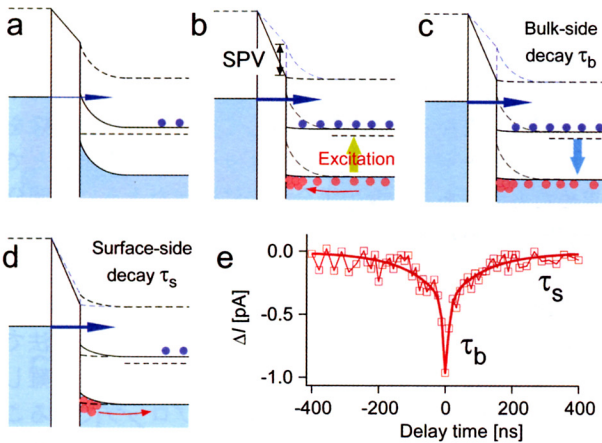 a
b
SPV
Excitation
c
Bulk-side
decay τb
d
Surface-side
decay τs
e
ΔI [pA]
0.0
-0.5
-1.0
τs
τb
-400 -200 0 200 400
Delay time [ns]